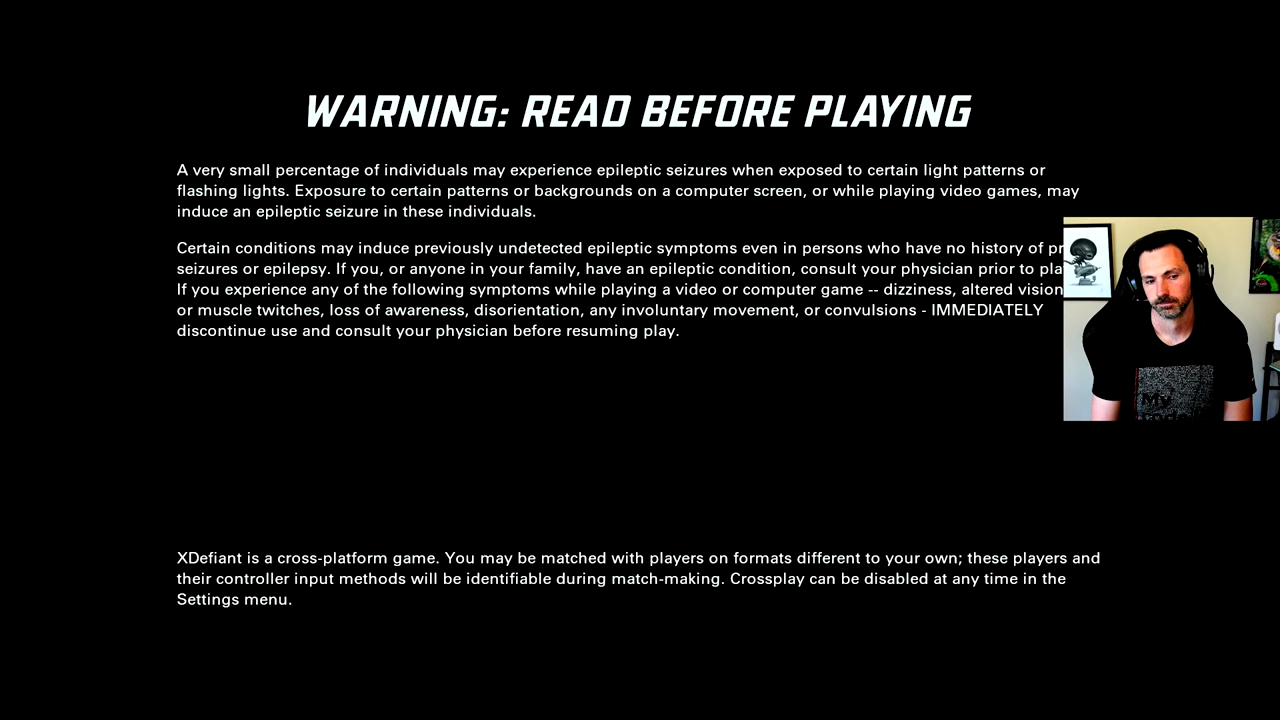 WARNING: READ BEFORE PLAYING
A very small percentage of individuals may experience epileptic seizures when exposed to certain light patterns or
flashing lights. Exposure to certain patterns or backgrounds on a computer screen, or while playing video games, may
induce an epileptic seizure in these individuals.
Certain conditions may induce previously undetected epileptic symptoms even in persons who have no history of
seizures or epilepsy. If you, or anyone in your family, have an epileptic condition, consult your physician prior to
If you experience any of the following symptoms while playing a video or computer game -- dizziness, altered vision
or muscle twitches, loss of awareness, disorientation, any involuntary movement, or convulsions - IMMEDIATELY
discontinue use and consult your physician before resuming play.
XDefiant is a cross-platform game. You may be matched with players on formats different to your own; these players and
their controller input methods will be identifiable during match-making. Crossplay can be disabled at any time in the
Settings menu.